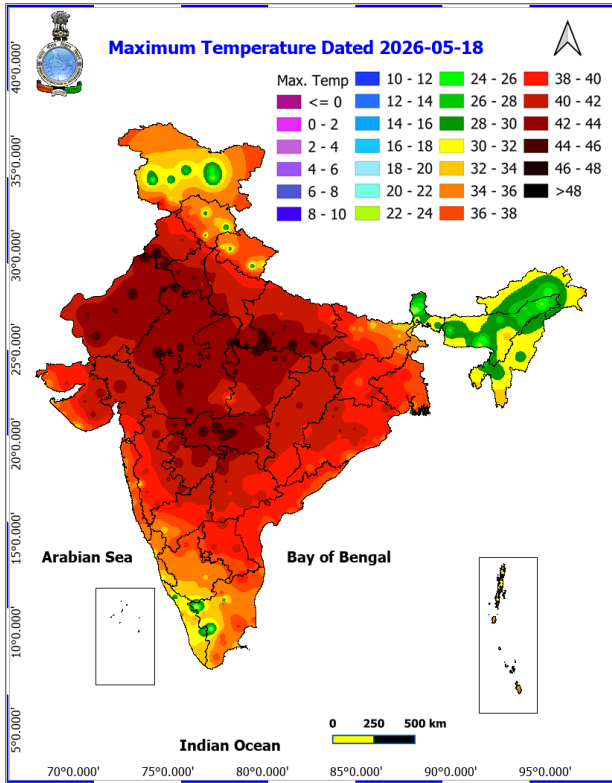 Maximum Temperature Dated 2026-05-18
Max. Temp
<= 0
0 - 2
2 - 4
4 - 6
6 - 8
8 - 10
10 - 12
12 - 14
14 - 16
16 - 18
18 - 20
20 - 22
22 - 24
24 - 26
26 - 28
28 - 30
30 - 32
32 - 34
34 - 36
36 - 38
38 - 40
40 - 42
42 - 44
44 - 46
46 - 48
>48
40°0.000'
35°0.000'
30°0.000'
25°0.000'
20°0.000'
15°0.000'
10°0.000'
5°0.000'
Arabian Sea
Bay of Bengal
0 250 500 km
Indian Ocean
70°0.000' 75°0.000' 80°0.000' 85°0.000' 90°0.000' 95°0.000'